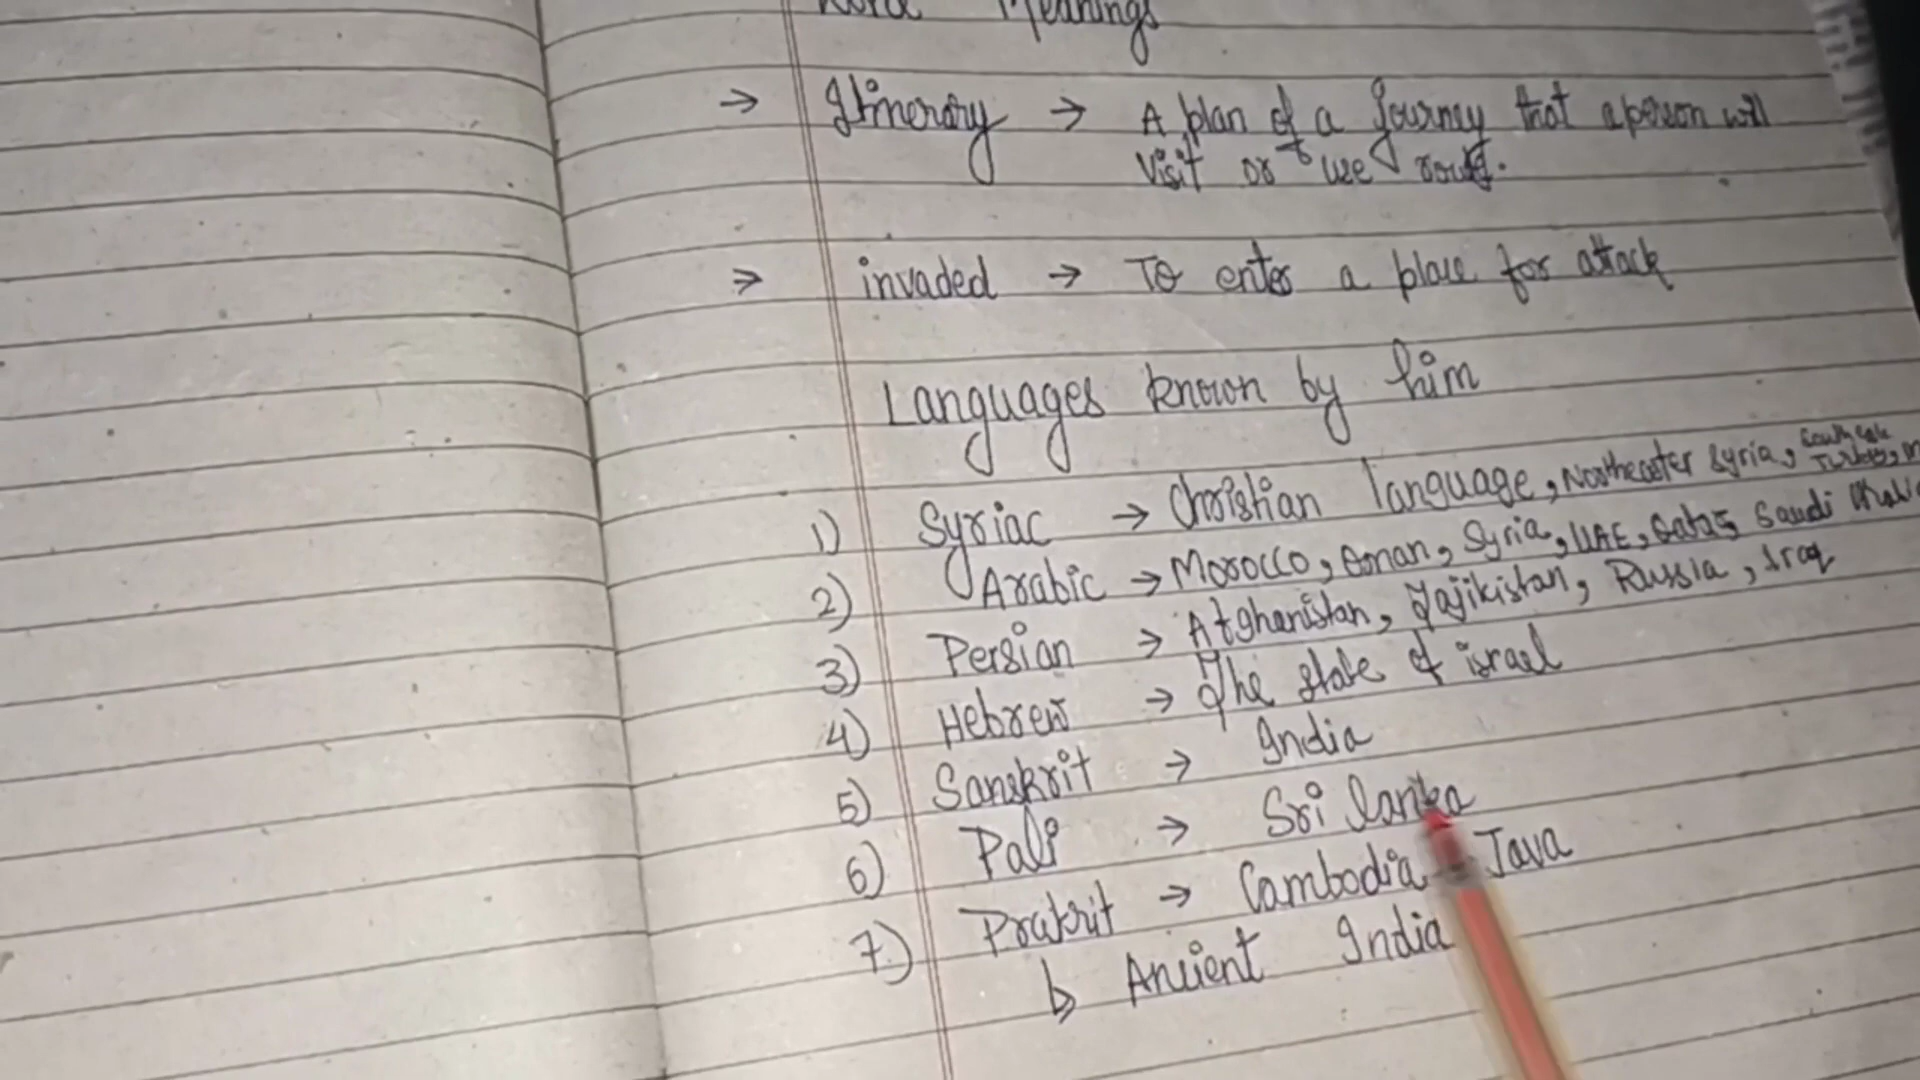 Word Meanings
→ Itinerary → A plan of a journey that a person will
visit or to use
→ invaded → To enter a place for attack
Languages known by him
1) Syriac → Christian language, Northeaster Syria,
2) Arabic → Morocco, Oman, Syria, UAE, Qatar, Saudi
3) Persian → Afghanistan, Tajikistan, Russia, Iraq
4) Hebrew → The state of israel
5) Sanskrit → India
6) Pali → Sri lanka
7.) Prakrit → Cambodia Java
↳ Ancient India